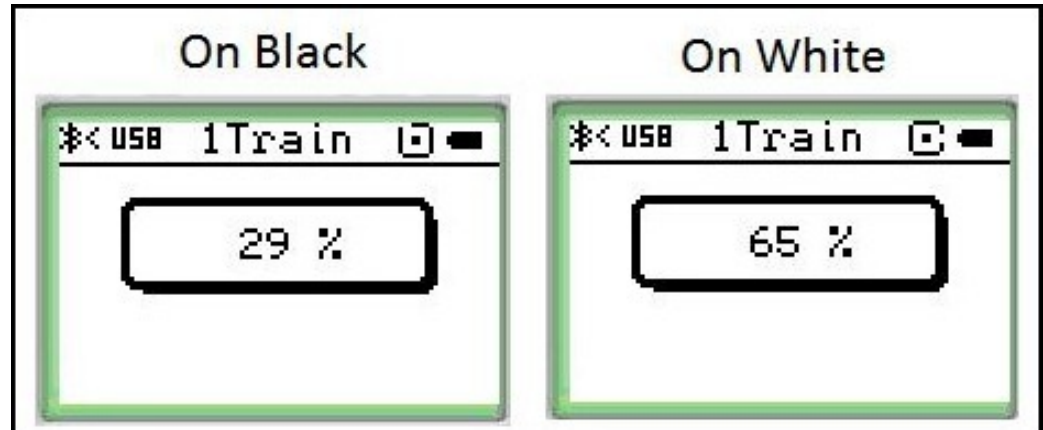 On Black
On White
USB 1Train
USB 1Train
29 %
65 %